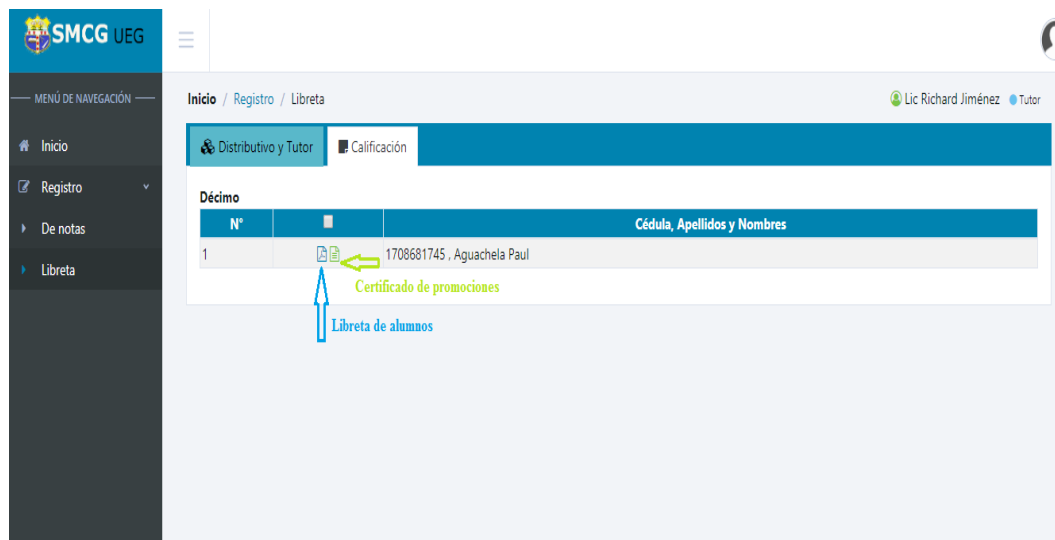 SMCG UEG
MENÚ DE NAVEGACIÓN
Inicio / Registro / Libreta
Lic Richard Jiménez Tutor
Inicio
Registro
De notas
Libreta
Distributivo y Tutor
Calificación
Décimo
N° Cédula, Apellidos y Nombres
1 1708681745 , Aguachela Paul
Certificado de promociones
Libreta de alumnos